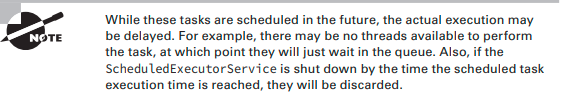 NOTE
While these tasks are scheduled in the future, the actual execution may
be delayed. For example, there may be no threads available to perform
the task, at which point they will just wait in the queue. Also, if the
ScheduledExecutorService is shut down by the time the scheduled task
execution time is reached, they will be discarded.